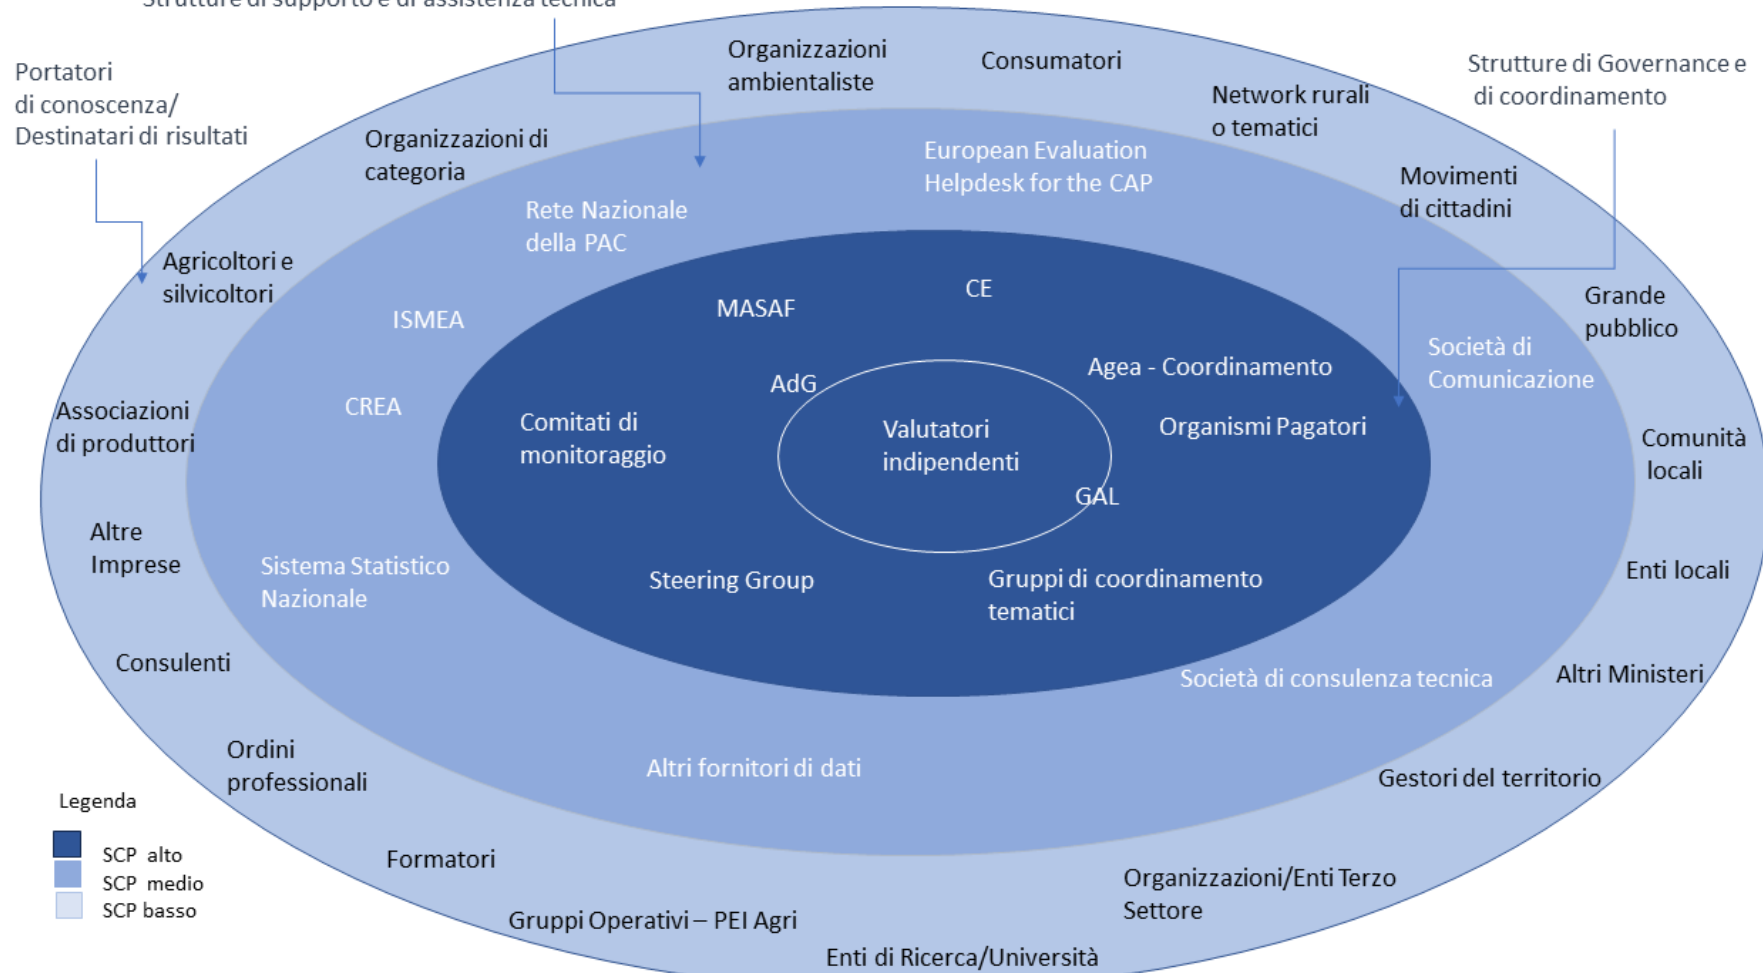 Strutture di supporto e di assistenza tecnica
Portatori
di conoscenza/
Destinatari di risultati
Strutture di Governance e
di coordinamento
Organizzazioni
ambientaliste
Consumatori
Network rurali
o tematici
Organizzazioni di
categoria
European Evaluation
Helpdesk for the CAP
Movimenti
di cittadini
Rete Nazionale
della PAC
Agricoltori e
silvicoltori
ISMEA
MASAF
CE
Grande
pubblico
Società di
Comunicazione
Agea - Coordinamento
AdG
CREA
Associazioni
di produttori
Comitati di
monitoraggio
Valutatori
indipendenti
Organismi Pagatori
Comunità
locali
GAL
Altre
Imprese
Sistema Statistico
Nazionale
Steering Group
Gruppi di coordinamento
tematici
Enti locali
Consulenti
Società di consulenza tecnica
Altri Ministeri
Ordini
professionali
Altri fornitori di dati
Gestori del territorio
Legenda
SCP alto
SCP medio
SCP basso
Formatori
Organizzazioni/Enti Terzo
Settore
Gruppi Operativi – PEI Agri
Enti di Ricerca/Università